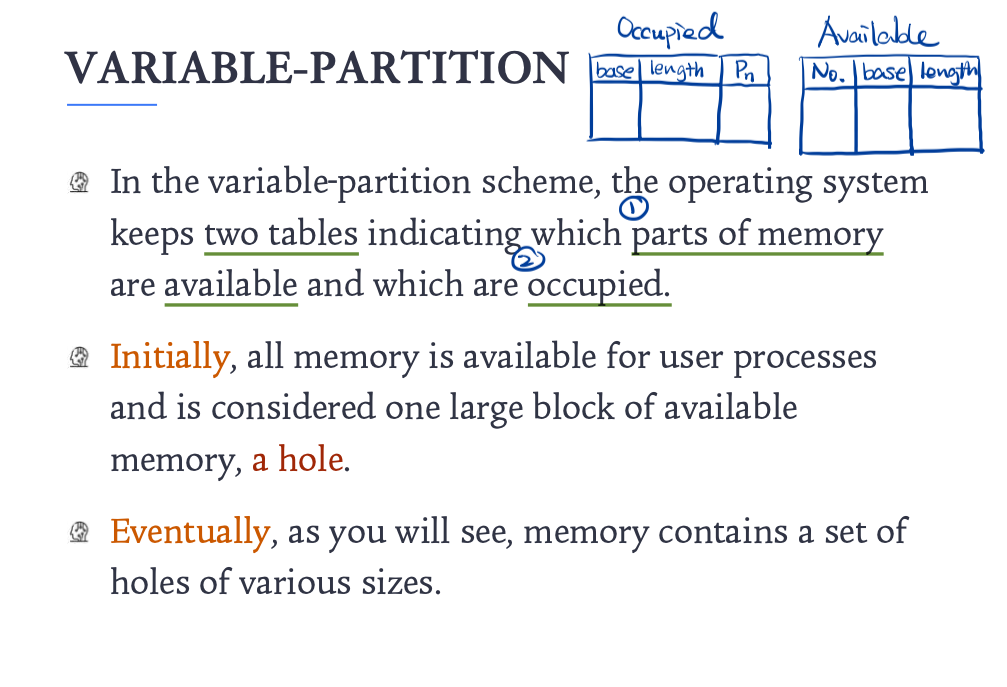 Occupied
Available
VARIABLE-PARTITION
base length Pn
No. base length
In the variable-partition scheme, the operating system
①
keeps two tables indicating which parts of memory
②
are available and which are occupied.
Initially, all memory is available for user processes
and is considered one large block of available
memory, a hole.
Eventually, as you will see, memory contains a set of
holes of various sizes.